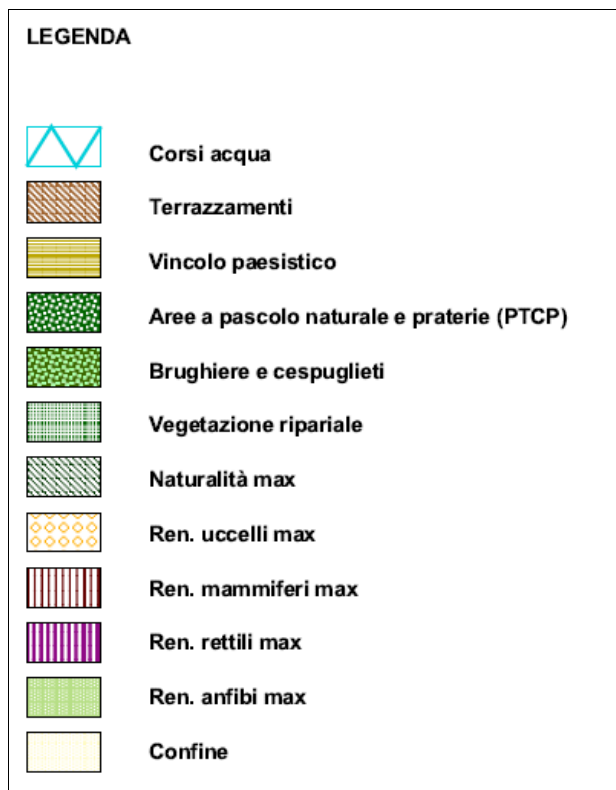 LEGENDA
Corsi acqua
Terrazzamenti
Vincolo paesistico
Aree a pascolo naturale e praterie (PTCP)
Brughiere e cespuglieti
Vegetazione ripariale
Naturalità max
Ren. uccelli max
Ren. mammiferi max
Ren. rettili max
Ren. anfibi max
Confine